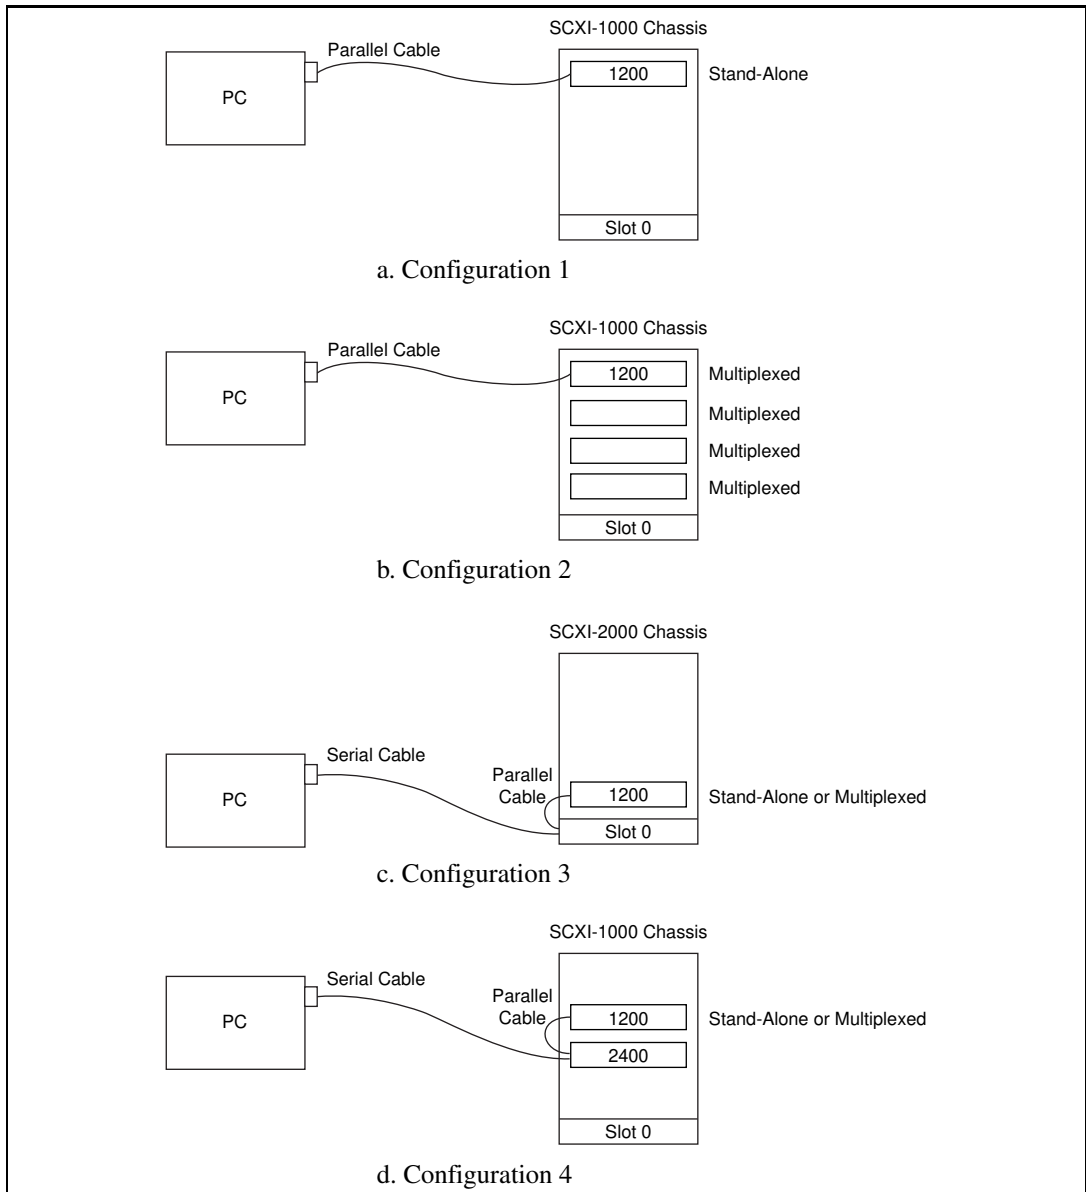 SCXI-1000 Chassis
Parallel Cable
PC
1200
Stand-Alone
Slot 0
a. Configuration 1
SCXI-1000 Chassis
Parallel Cable
PC
1200
Multiplexed
Multiplexed
Multiplexed
Multiplexed
Slot 0
b. Configuration 2
SCXI-2000 Chassis
Serial Cable
PC
Parallel
Cable
1200
Stand-Alone or Multiplexed
Slot 0
c. Configuration 3
SCXI-1000 Chassis
Serial Cable
PC
Parallel
Cable
1200
Stand-Alone or Multiplexed
2400
Slot 0
d. Configuration 4